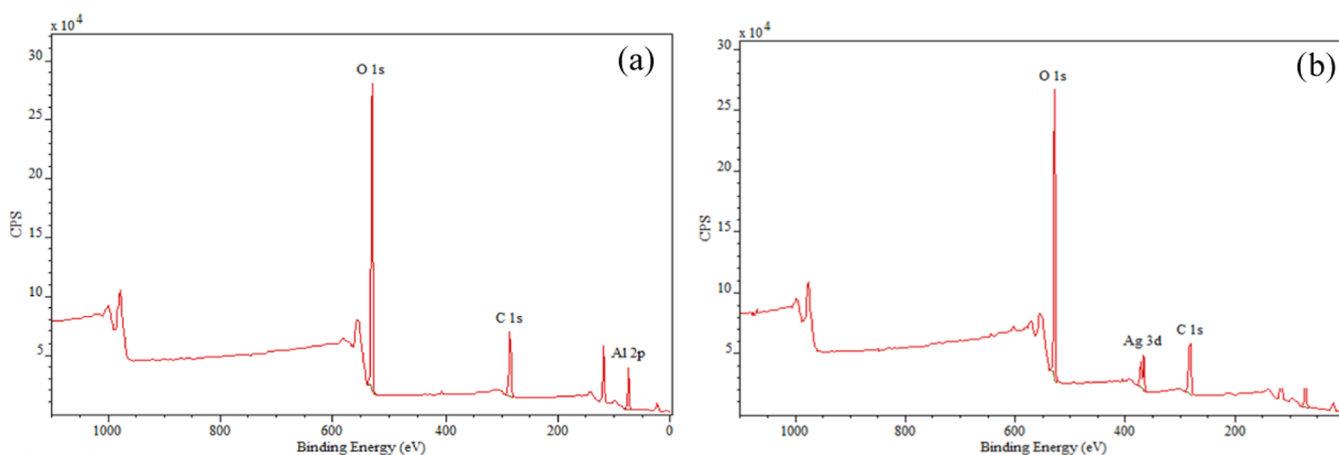 x 10^4
(a)
O 1s
30
25
20
15
10
5
C 1s
Al 2p
CPS
1000 800 600 400 200 0
Binding Energy (eV)
x 10^4
(b)
O 1s
30
25
20
15
10
5
Ag 3d
C 1s
CPS
1000 800 600 400 200
Binding Energy (eV)